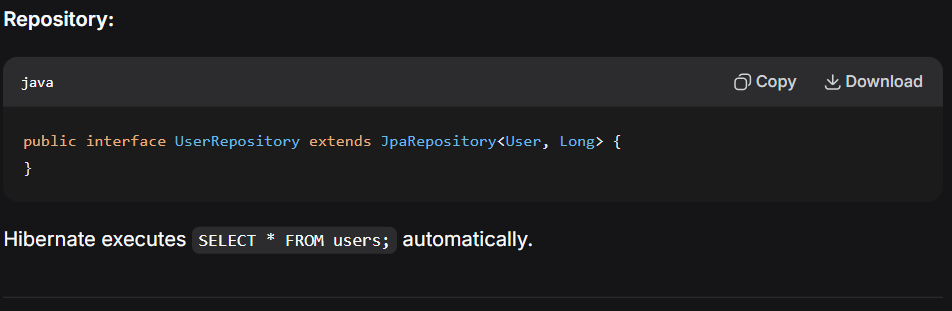 Repository:
java
Copy
Download
public interface UserRepository extends JpaRepository<User, Long> {
}
Hibernate executes SELECT * FROM users; automatically.